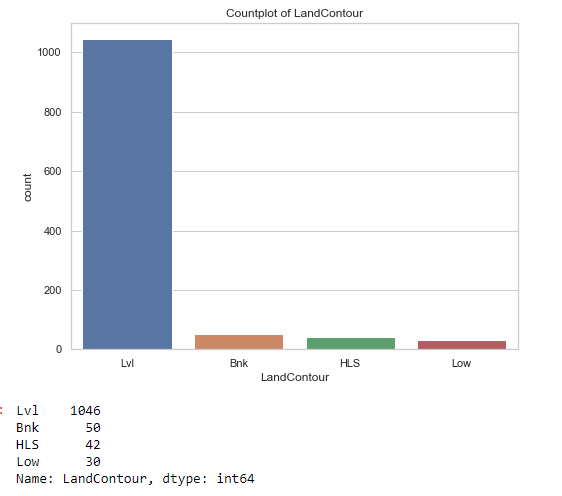 Countplot of LandContour
1000
800
600
400
200
0
count
Lvl Bnk HLS Low
LandContour
: Lvl 1046
Bnk 50
HLS 42
Low 30
Name: LandContour, dtype: int64